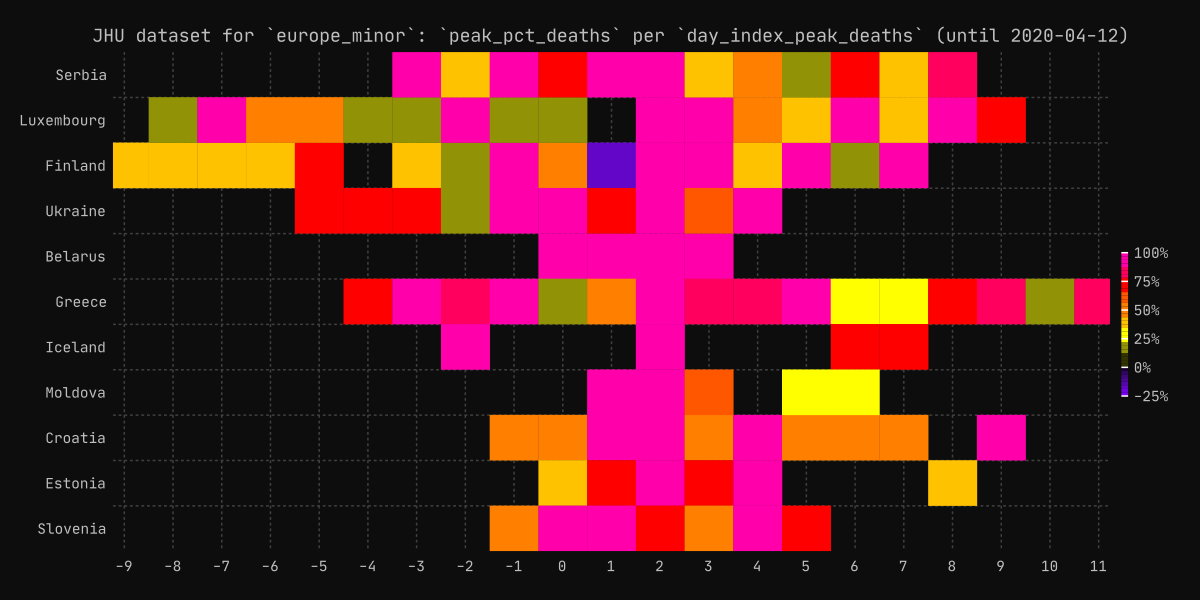 JHU dataset for `europe_minor`: `peak_pct_deaths` per `day_index_peak_deaths` (until 2020-04-12)
Serbia
Luxembourg
Finland
Ukraine
Belarus
Greece
Iceland
Moldova
Croatia
Estonia
Slovenia
-9 -8 -7 -6 -5 -4 -3 -2 -1 0 1 2 3 4 5 6 7 8 9 10 11
100%
75%
50%
25%
0%
-25%